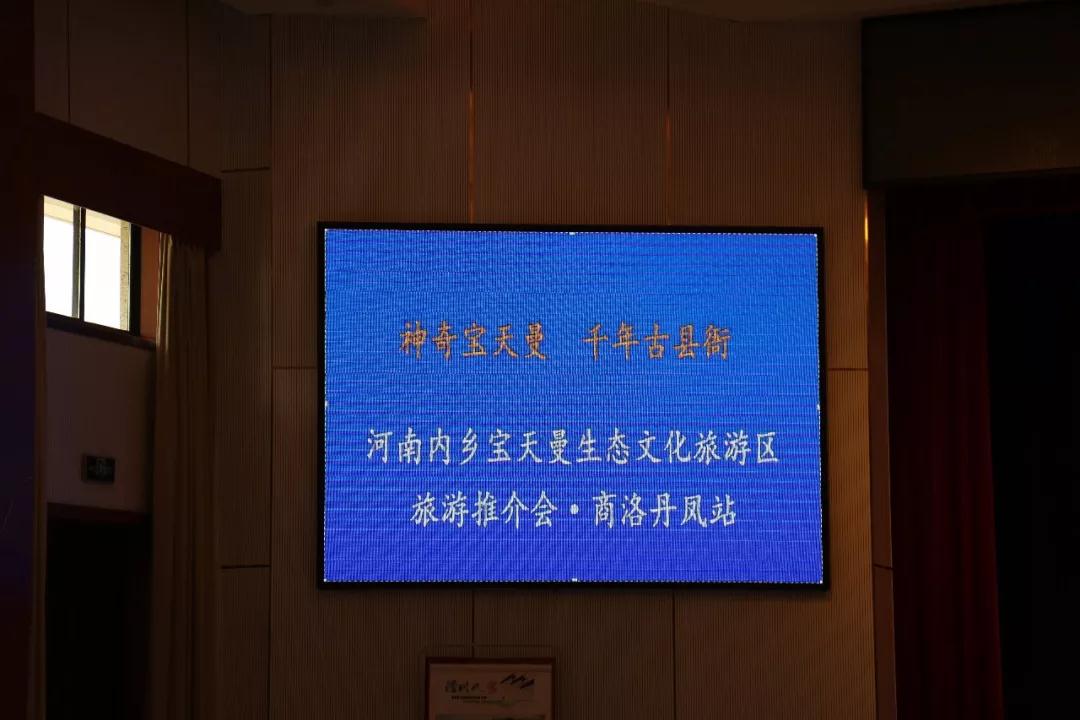 神奇宝天曼 千年古县衙
河南内乡宝天曼生态文化旅游区
旅游推介会·商洛丹凤站